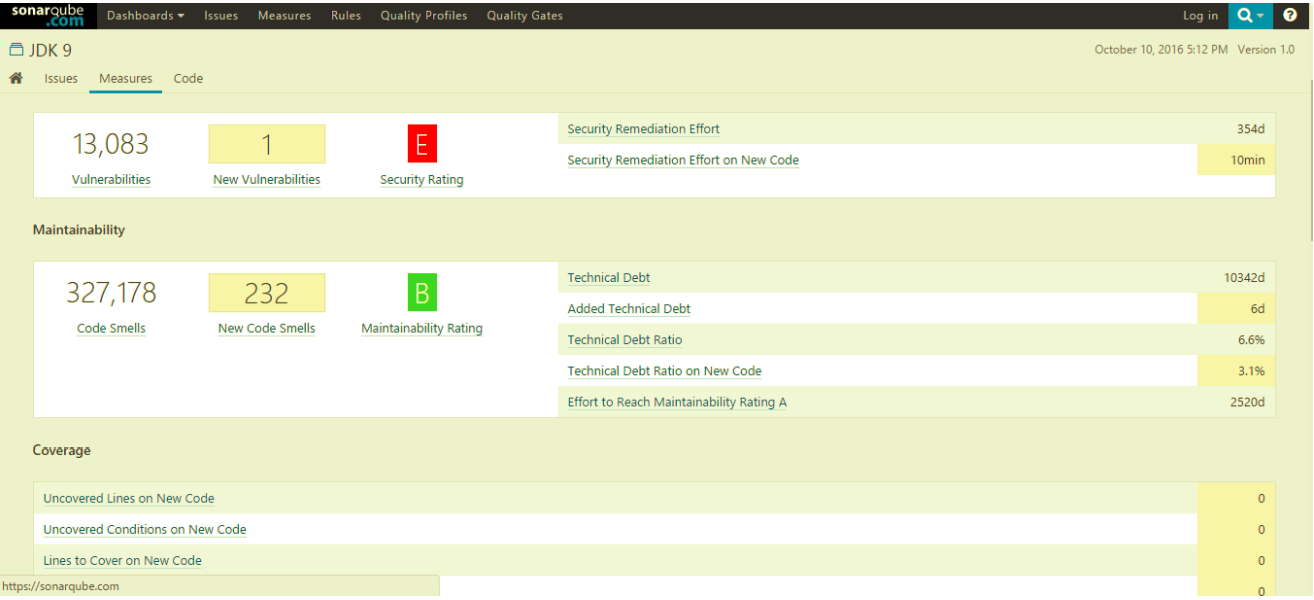 sonarqube .com Dashboards Issues Measures Rules Quality Profiles Quality Gates Log in ?
JDK 9 October 10, 2016 5:12 PM Version 1.0
Issues Measures Code
13,083 1 E
Vulnerabilities New Vulnerabilities Security Rating
Security Remediation Effort 354d
Security Remediation Effort on New Code 10min
Maintainability
327,178 232 B
Code Smells New Code Smells Maintainability Rating
Technical Debt 10342d
Added Technical Debt 6d
Technical Debt Ratio 6.6%
Technical Debt Ratio on New Code 3.1%
Effort to Reach Maintainability Rating A 2520d
Coverage
Uncovered Lines on New Code 0
Uncovered Conditions on New Code 0
Lines to Cover on New Code 0
https://sonarqube.com 0